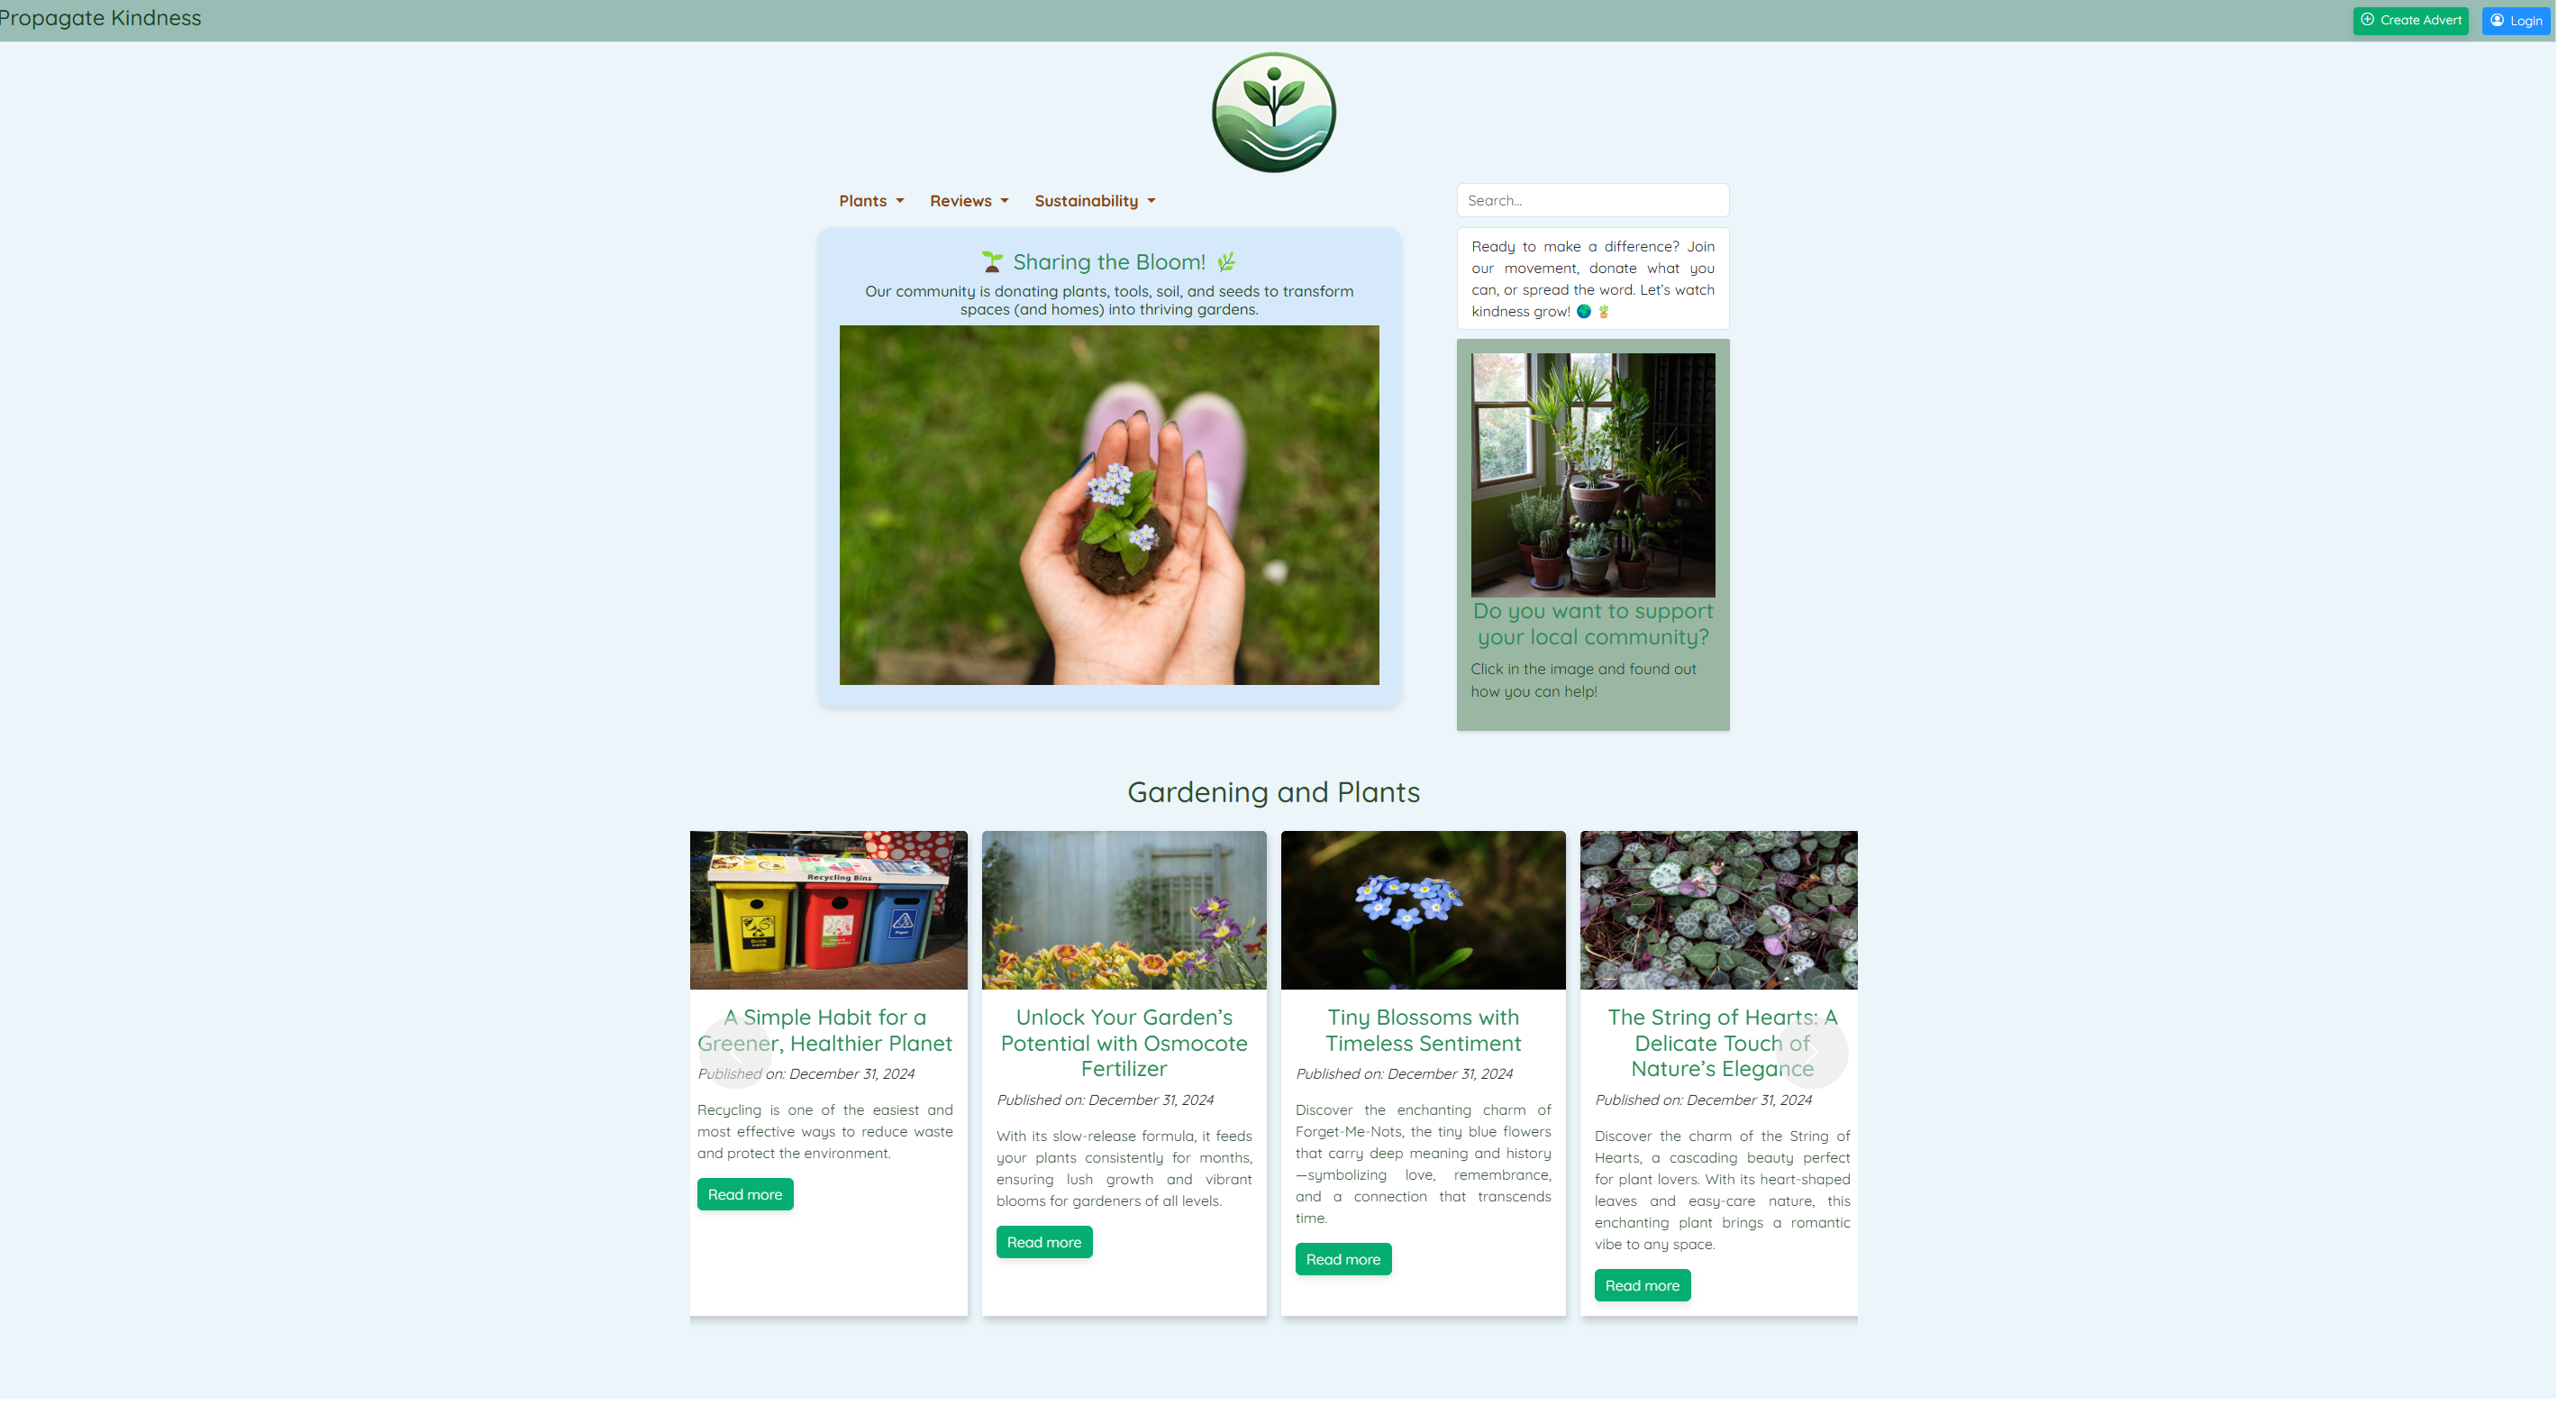 Propagate Kindness
Create Advert
Login
Plants
Reviews
Sustainability
Search...
🌱 Sharing the Bloom! 🌿
Our community is donating plants, tools, soil, and seeds to transform
spaces (and homes) into thriving gardens.
Ready to make a difference? Join
our movement, donate what you
can, or spread the word. Let’s watch
kindness grow! 🌍 🪴
Do you want to support
your local community?
Click in the image and found out
how you can help!
Gardening and Plants
Recycling Bins
Drink
Paper
A Simple Habit for a
Greener, Healthier Planet
Published on: December 31, 2024
Recycling is one of the easiest and
most effective ways to reduce waste
and protect the environment.
Read more
Unlock Your Garden’s
Potential with Osmocote
Fertilizer
Published on: December 31, 2024
With its slow-release formula, it feeds
your plants consistently for months,
ensuring lush growth and vibrant
blooms for gardeners of all levels.
Read more
Tiny Blossoms with
Timeless Sentiment
Published on: December 31, 2024
Discover the enchanting charm of
Forget-Me-Nots, the tiny blue flowers
that carry deep meaning and history
—symbolizing love, remembrance,
and a connection that transcends
time.
Read more
The String of Hearts: A
Delicate Touch of
Nature’s Elegance
Published on: December 31, 2024
Discover the charm of the String of
Hearts, a cascading beauty perfect
for plant lovers. With its heart-shaped
leaves and easy-care nature, this
enchanting plant brings a romantic
vibe to any space.
Read more